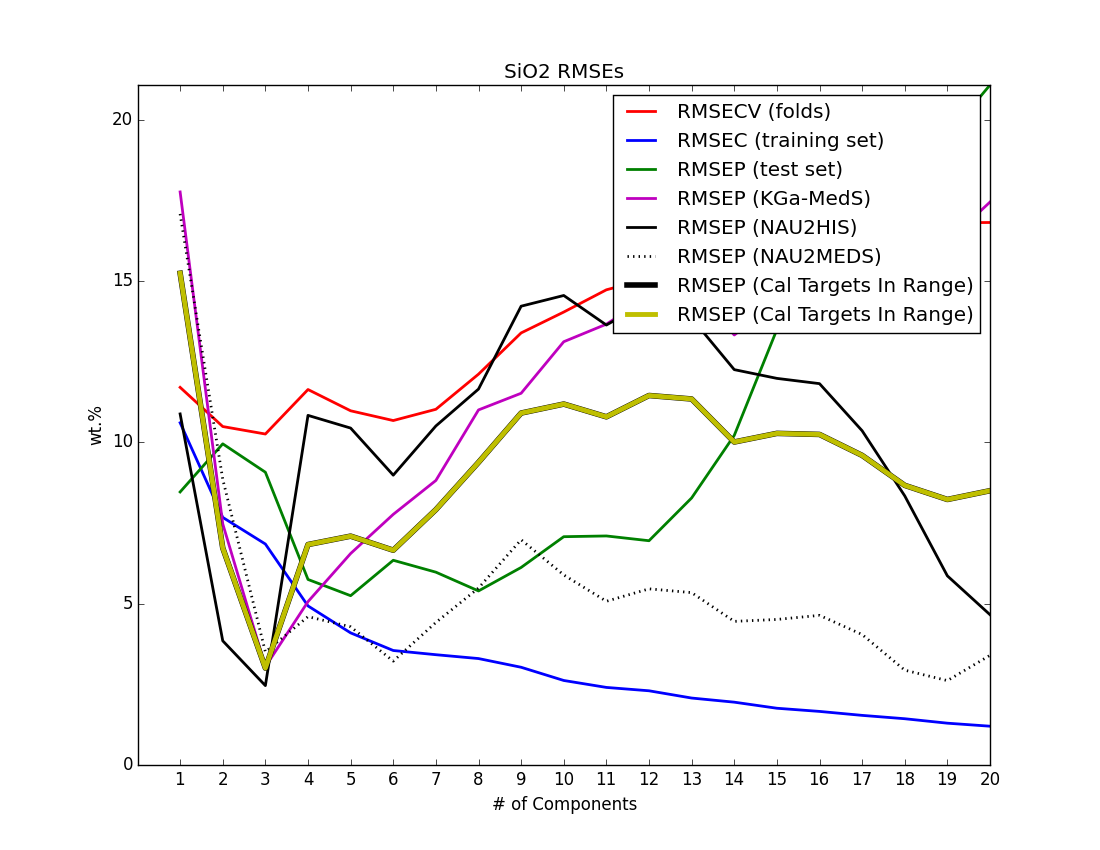 SiO2 RMSEs
RMSECV (folds)
RMSEC (training set)
RMSEP (test set)
RMSEP (KGa-MedS)
RMSEP (NAU2HIS)
RMSEP (NAU2MEDS)
RMSEP (Cal Targets In Range)
RMSEP (Cal Targets In Range)
20
15
10
5
0
wt.%
1 2 3 4 5 6 7 8 9 10 11 12 13 14 15 16 17 18 19 20
# of Components